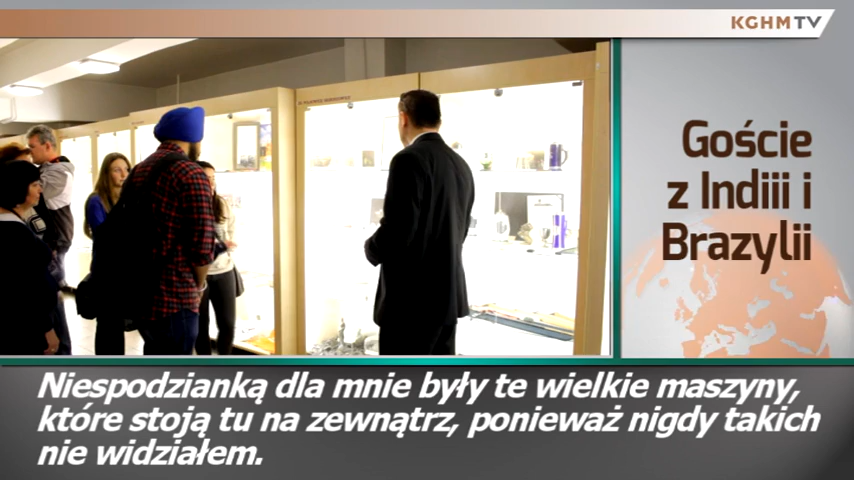 KGHM TV
Goście
z Indiii i
Brazylii
Niespodzianką dla mnie były te wielkie maszyny,
które stoją tu na zewnątrz, ponieważ nigdy takich
nie widziałem.